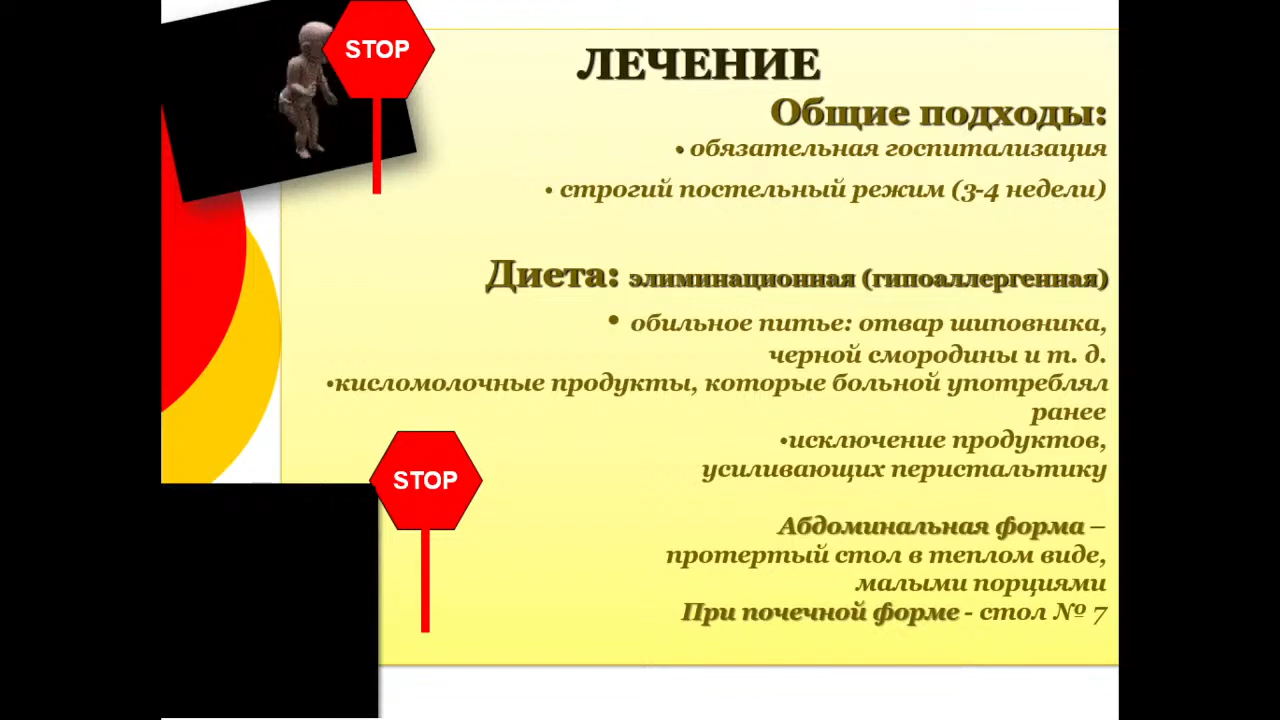 STOP
ЛЕЧЕНИЕ
Общие подходы:
• обязательная госпитализация
• строгий постельный режим (3-4 недели)
Диета: элиминационная (гипоаллергенная)
• обильное питье: отвар шиповника,
черной смородины и т. д.
•кисломолочные продукты, которые больной употреблял
ранее
•исключение продуктов,
усиливающих перистальтику
STOP
Абдоминальная форма –
протертый стол в теплом виде,
малыми порциями
При почечной форме - стол № 7